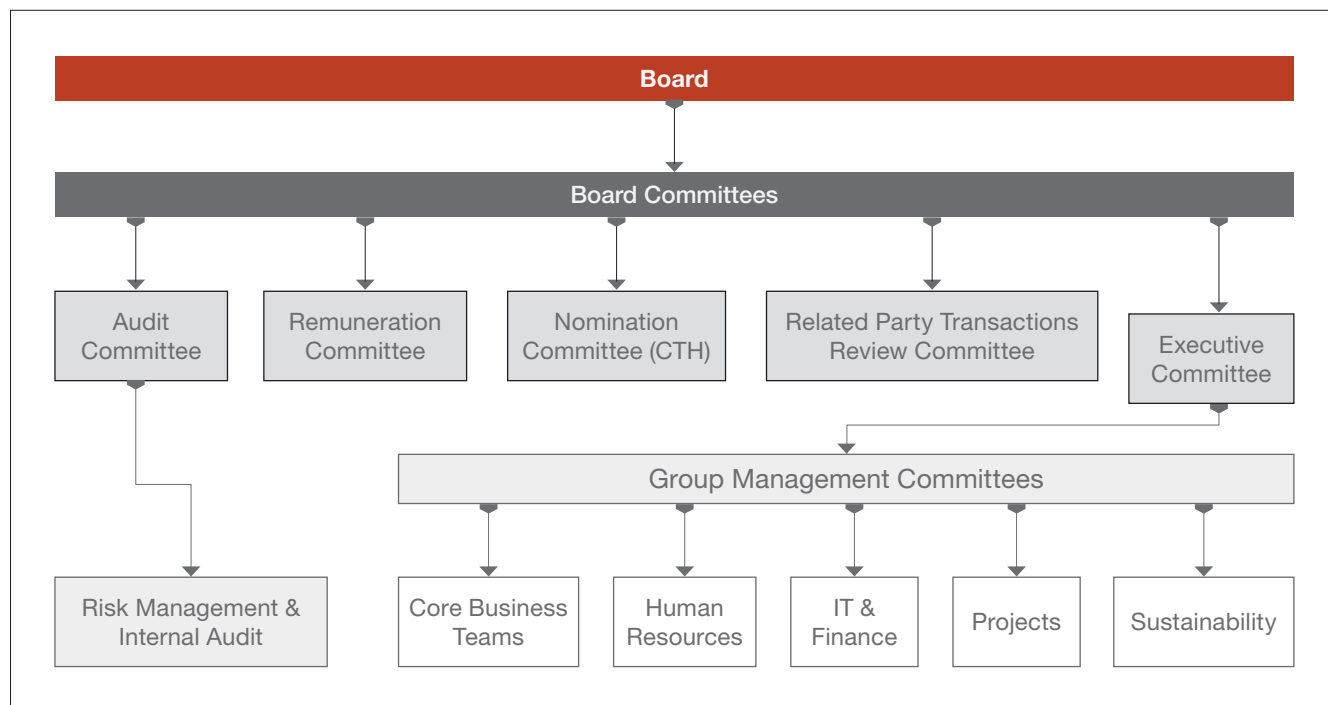 Board
Board Committees
Audit
Committee
Remuneration
Committee
Nomination
Committee (CTH)
Related Party Transactions
Review Committee
Executive
Committee
Group Management Committees
Risk Management &
Internal Audit
Core Business
Teams
Human
Resources
IT &
Finance
Projects
Sustainability